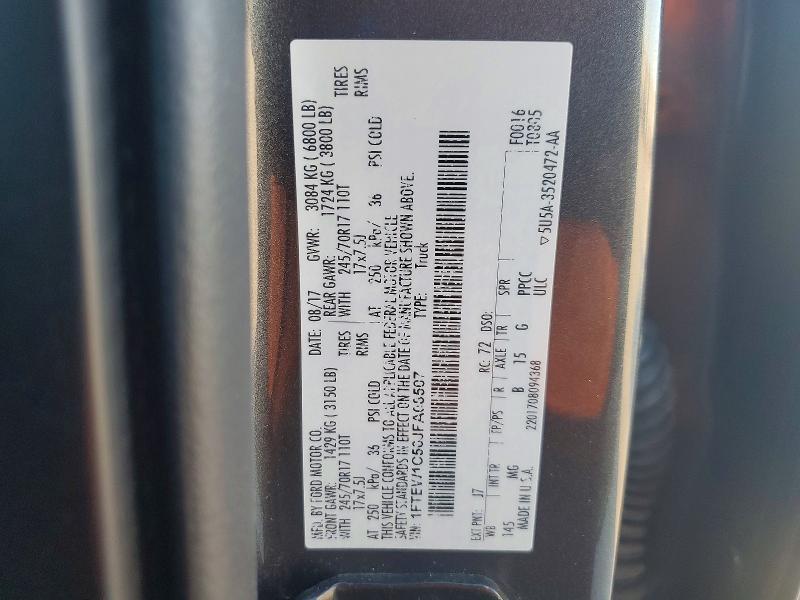 MFD. BY FORD MOTOR CO.
DATE: 08/17 GVWR: 3084 KG ( 6800 LB)
FRONT GAWR: 1429 KG ( 3150 LB) REAR GAWR: 1724 KG ( 3800 LB)
WITH 245/70R17 110T TIRES WITH 245/70R17 110T TIRES
17x7.5J RIMS 17x7.5J RIMS
AT 250 kPa/ 36 PSI COLD AT 250 kPa/ 36 PSI COLD
THIS VEHICLE CONFORMS TO ALL APPLICABLE FEDERAL MOTOR VEHICLE
SAFETY STANDARDS IN EFFECT ON THE DATE OF MANUFACTURE SHOWN ABOVE.
VIN: TYPE: Truck
EXT PNT: J7 RC: 72 DSO: F0016
WB INT TR TP/PS R AXLE TR SPR
145 MG B 15 G PPCC
MADE IN U.S.A. 2201708094368 ULC
▽5U5A-3520472-AA